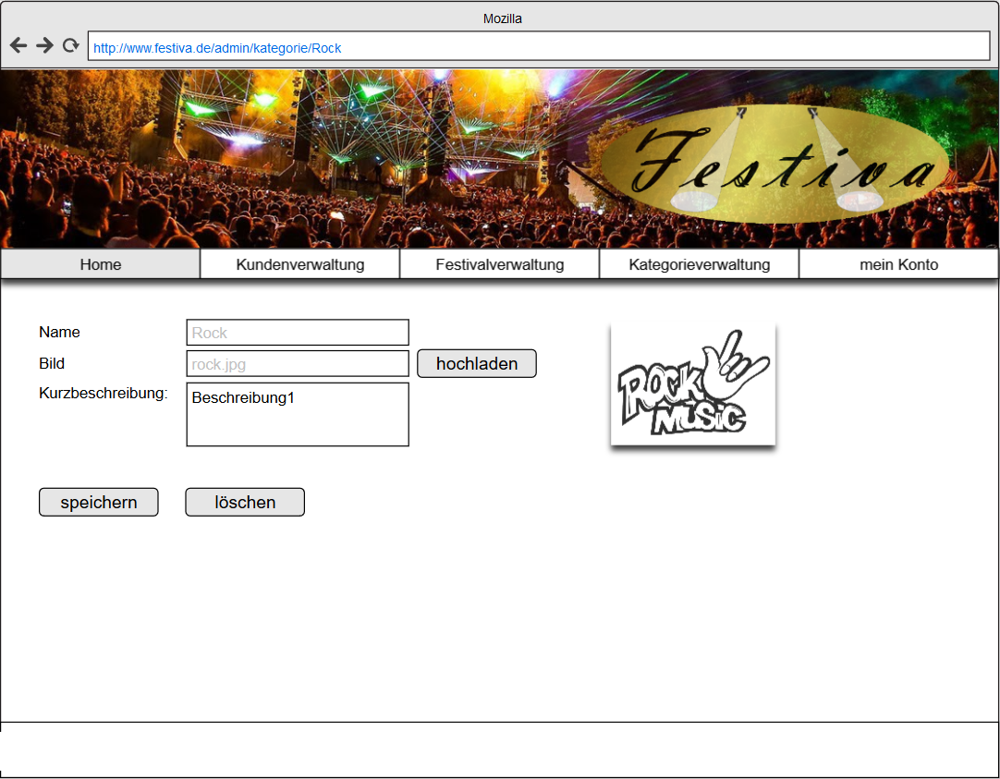 Mozilla
http://www.festiva.de/admin/kategorie/Rock
Festiva
Home Kundenverwaltung Festivalverwaltung Kategorieverwaltung mein Konto
Name Rock
Bild rock.jpg hochladen
Kurzbeschreibung: Beschreibung1
ROCK
MUSIC
speichern löschen